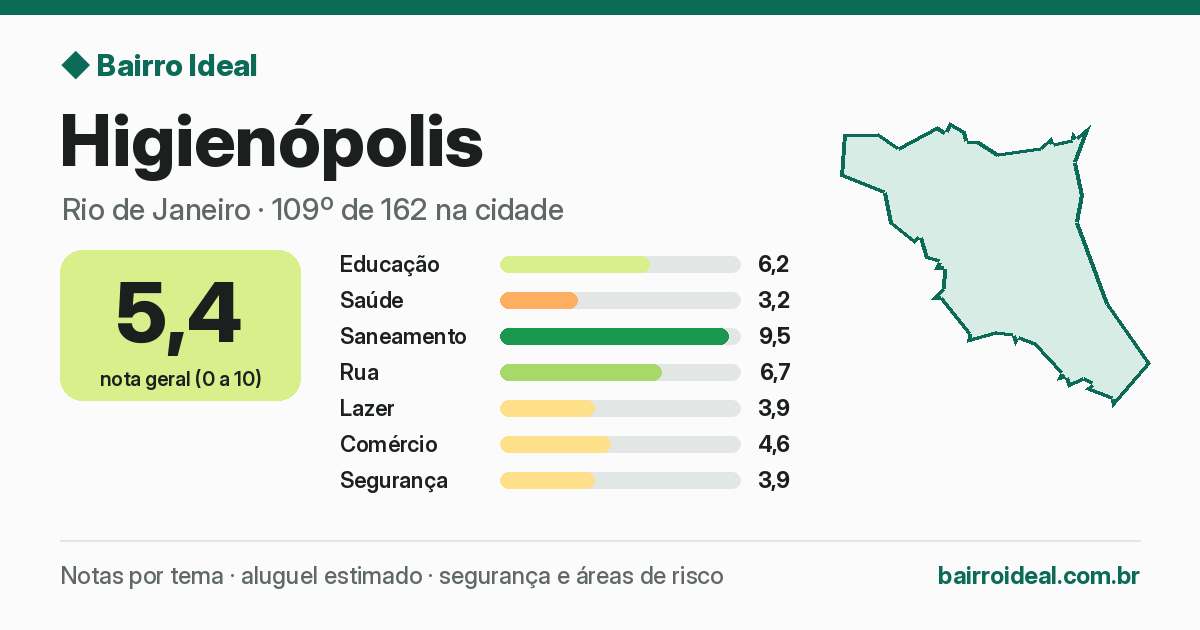 Bairro Ideal
Higienópolis
Rio de Janeiro · 109º de 162 na cidade
5,4
nota geral (0 a 10)
Educação 6,2
Saúde 3,2
Saneamento 9,5
Rua 6,7
Lazer 3,9
Comércio 4,6
Segurança 3,9
Notas por tema · aluguel estimado · segurança e áreas de risco
bairroideal.com.br